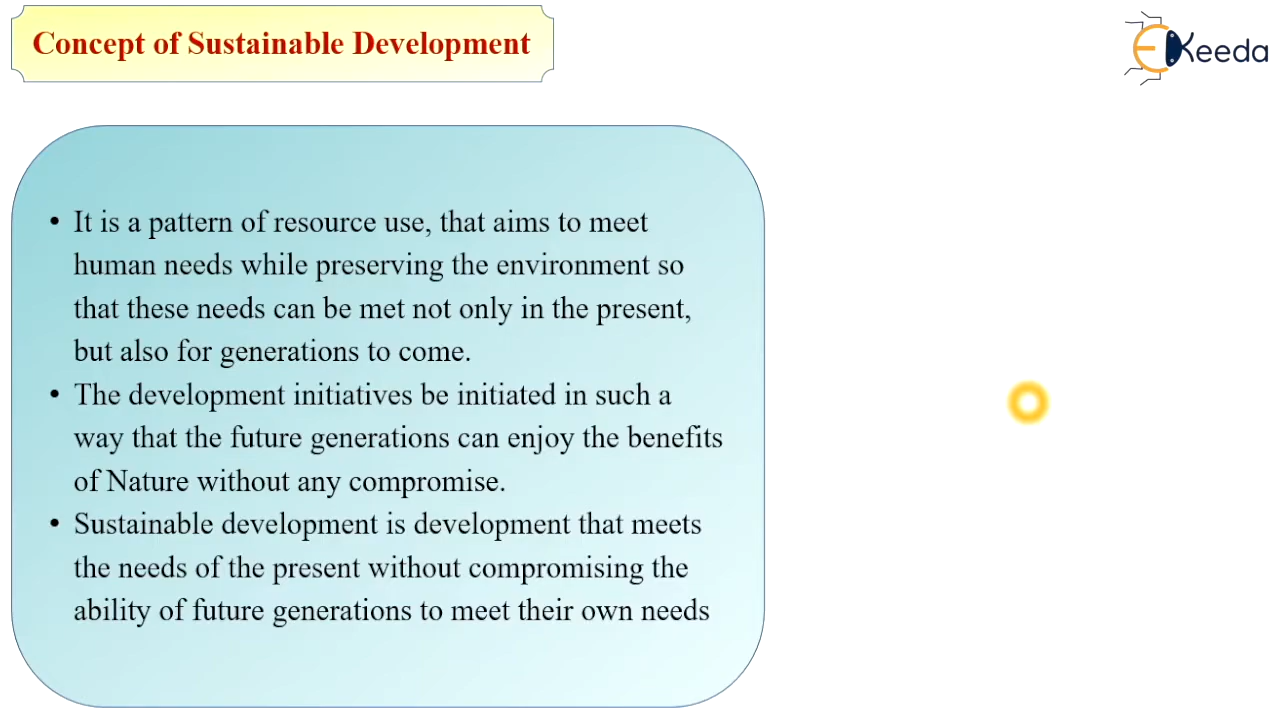 Concept of Sustainable Development
EKeeda
• It is a pattern of resource use, that aims to meet
human needs while preserving the environment so
that these needs can be met not only in the present,
but also for generations to come.
• The development initiatives be initiated in such a
way that the future generations can enjoy the benefits
of Nature without any compromise.
• Sustainable development is development that meets
the needs of the present without compromising the
ability of future generations to meet their own needs